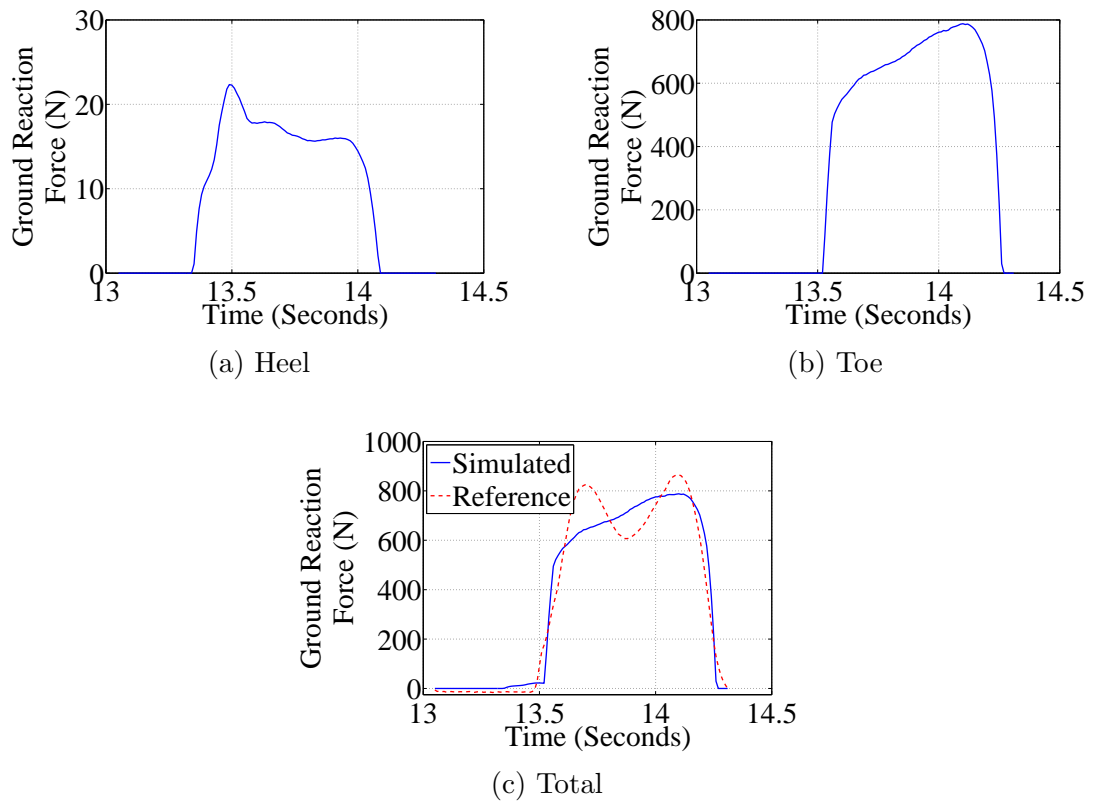 30
20
10
0
13
13.5
14
14.5
Ground Reaction
Force (N)
Time (Seconds)
(a) Heel
800
600
400
200
0
13
13.5
14
14.5
Ground Reaction
Force (N)
Time (Seconds)
(b) Toe
1000
800
600
400
200
0
13
13.5
14
14.5
Ground Reaction
Force (N)
Time (Seconds)
Simulated
Reference
(c) Total